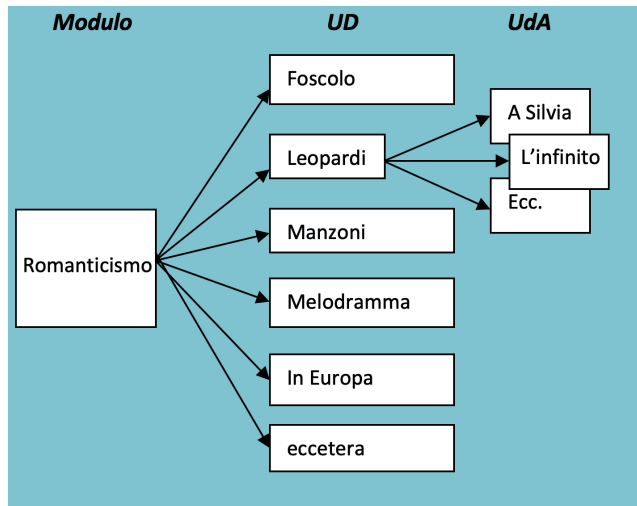 Modulo
UD
UdA
Romanticismo
Foscolo
Leopardi
Manzoni
Melodramma
In Europa
eccetera
A Silvia
L’infinito
Ecc.